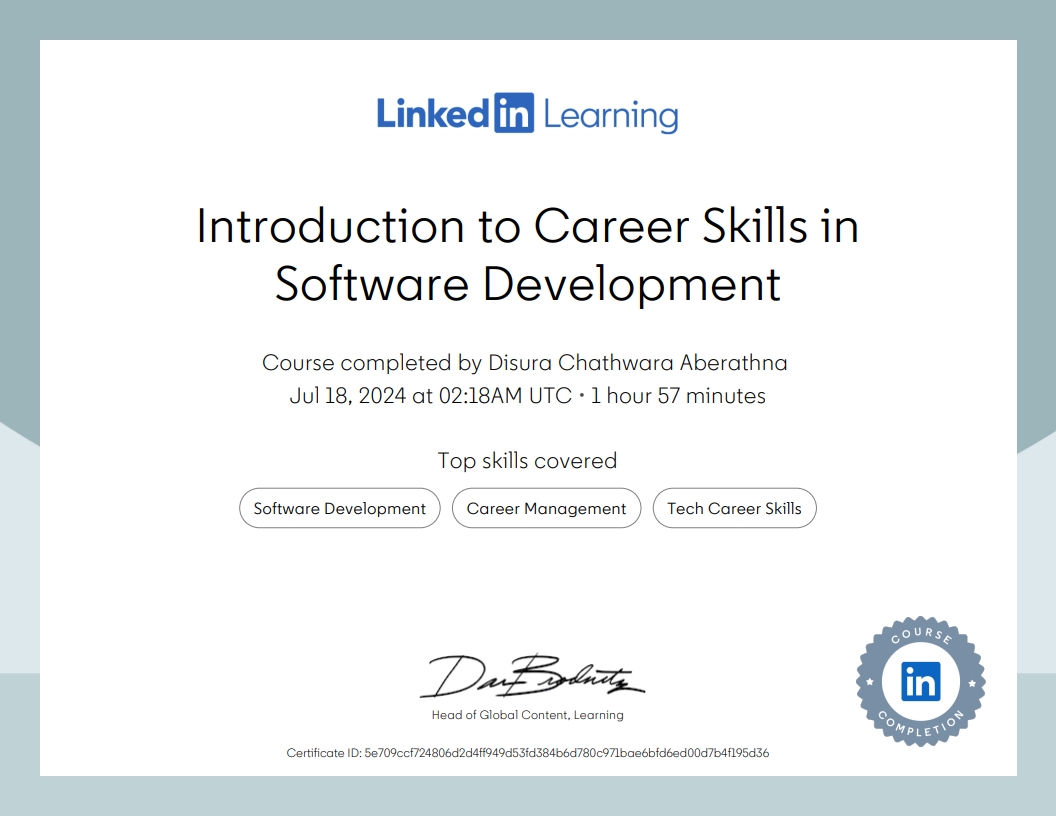 Linked in Learning
Introduction to Career Skills in
Software Development
Course completed by Disura Chathwara Aberathna
Jul 18, 2024 at 02:18AM UTC • 1 hour 57 minutes
Top skills covered
Software Development Career Management Tech Career Skills
Dan Brodnitz
Head of Global Content, Learning
Certificate ID: 5e709ccf724806d2d4ff949d53fd384b6d780c971bae6bfd6ed00d7b4f195d36
COURSE
in
COMPLETION